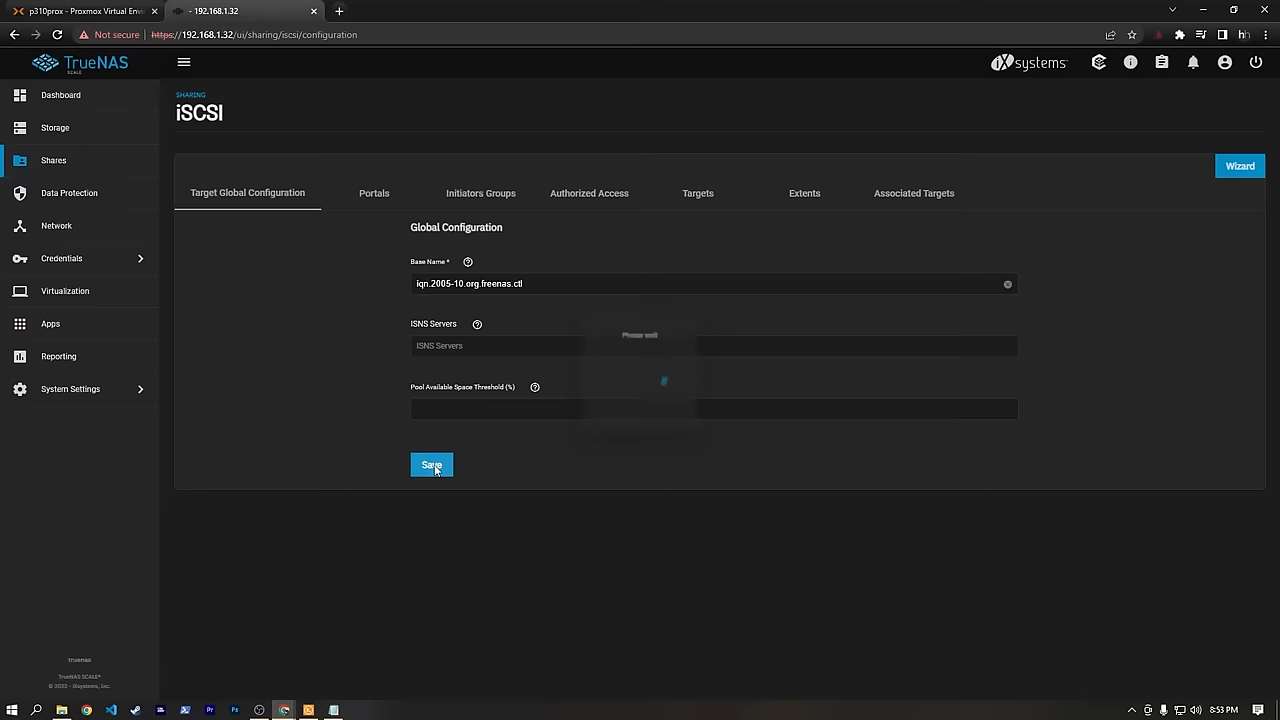 p310prox - Proxmox Virtual Envi
- 192.168.1.32
Not secure
https://192.168.1.32/ui/sharing/iscsi/configuration
TrueNAS
SCALE
iXsystems
Dashboard
Storage
Shares
Data Protection
Network
Credentials
Virtualization
Apps
Reporting
System Settings
truenas
TrueNAS SCALE®
© 2022 - iXsystems, Inc.
SHARING
iSCSI
Wizard
Target Global Configuration
Portals
Initiators Groups
Authorized Access
Targets
Extents
Associated Targets
Global Configuration
Base Name *
iqn.2005-10.org.freenas.ctl
ISNS Servers
ISNS Servers
Please wait
Pool Available Space Threshold (%)
Save
8:53 PM